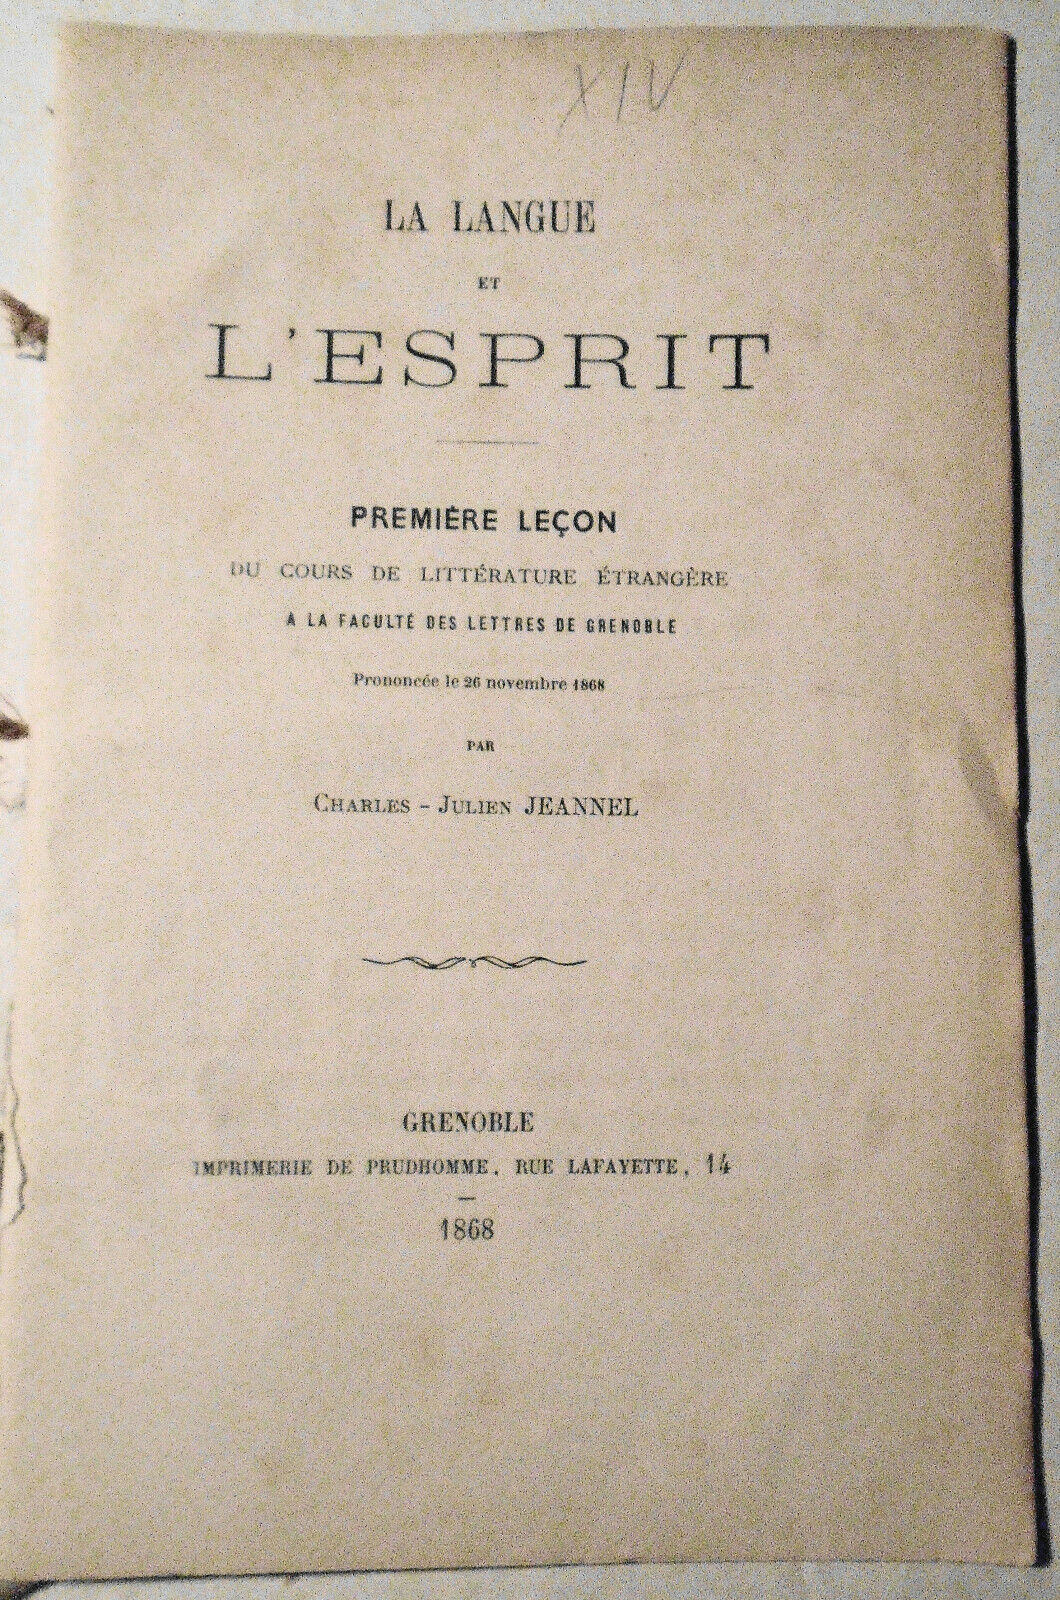 XIV
LA LANGUE
ET
L'ESPRIT
PREMIÈRE LEÇON
DU COURS DE LITTÉRATURE ÉTRANGÈRE
A LA FACULTÉ DES LETTRES DE GRENOBLE
Prononcée le 26 novembre 1868
PAR
CHARLES - JULIEN JEANNEL
GRENOBLE
IMPRIMERIE DE PRUDHOMME, RUE LAFAYETTE, 14
1868